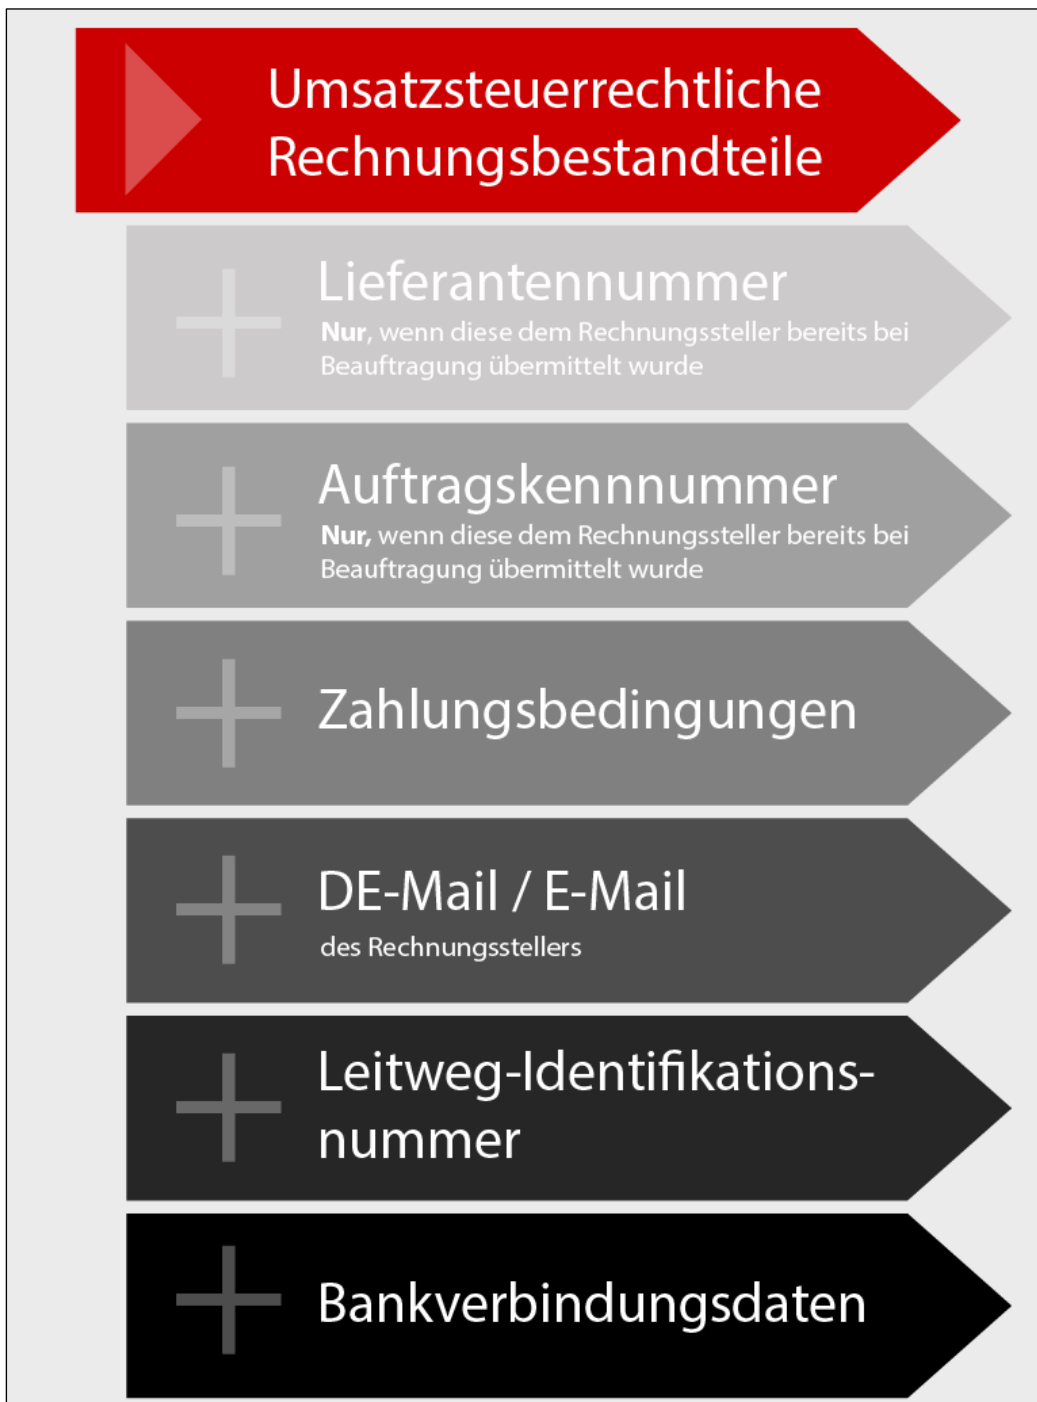 Umsatzsteuerrechtliche
Rechnungsbestandteile
Lieferantennummer
Nur, wenn diese dem Rechnungssteller bereits bei
Beauftragung übermittelt wurde
Auftragskennnummer
Nur, wenn diese dem Rechnungssteller bereits bei
Beauftragung übermittelt wurde
Zahlungsbedingungen
DE-Mail / E-Mail
des Rechnungsstellers
Leitweg-Identifikations-
nummer
Bankverbindungsdaten